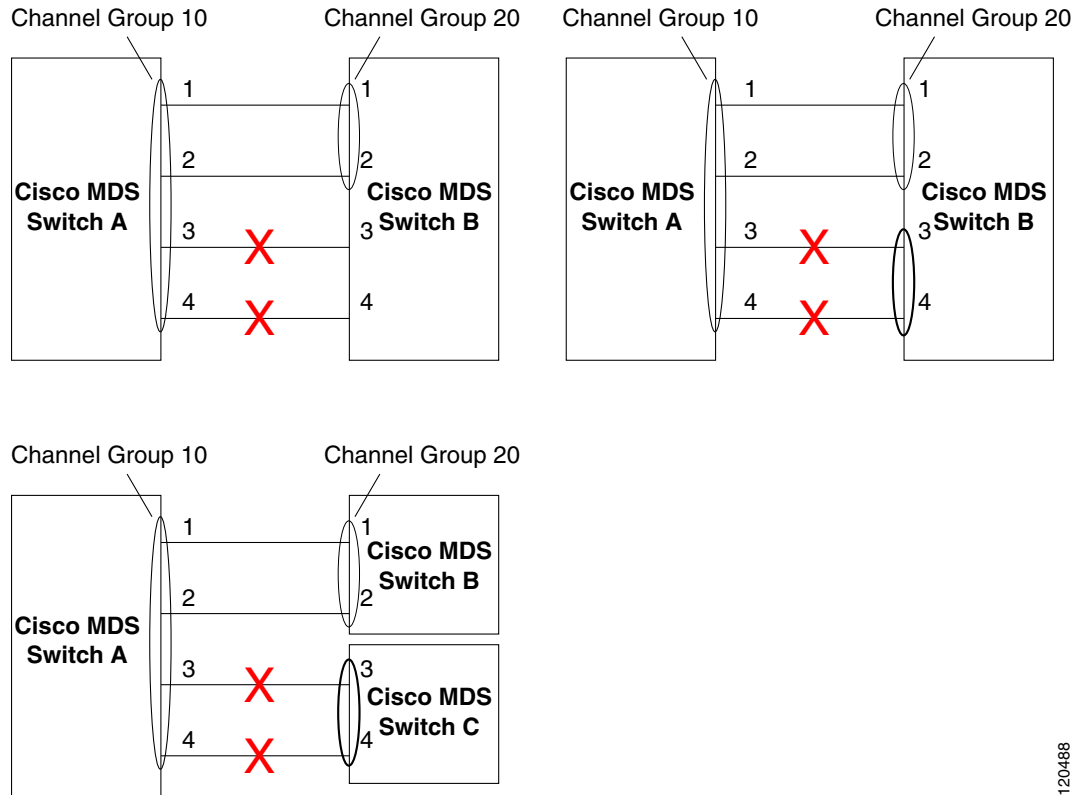 Channel Group 10
Channel Group 20
1
1
2
2
Cisco MDS
Switch A
Cisco MDS
Switch B
3
3
X
4
4
X
Channel Group 10
Channel Group 20
1
1
2
2
Cisco MDS
Switch A
Cisco MDS
Switch B
3
3
X
4
4
X
Channel Group 10
Channel Group 20
1
1
Cisco MDS
Switch B
2
2
Cisco MDS
Switch A
3
3
X
Cisco MDS
Switch C
4
4
X
120488